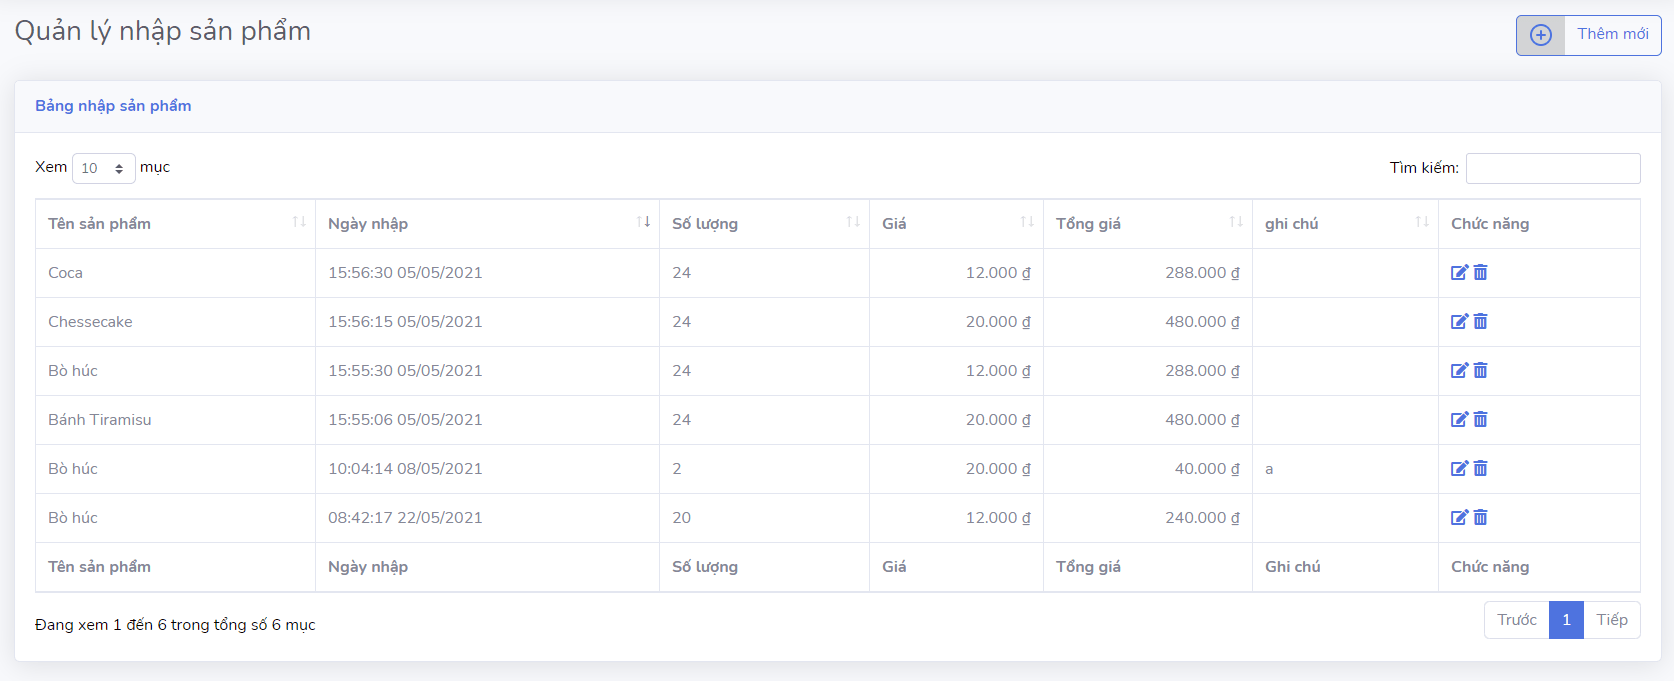 Quản lý nhập sản phẩm
Thêm mới
Bảng nhập sản phẩm
Xem 10 mục
Tìm kiếm:
Tên sản phẩm Ngày nhập Số lượng Giá Tổng giá ghi chú Chức năng
Coca 15:56:30 05/05/2021 24 12.000 ₫ 288.000 ₫
Chessecake 15:56:15 05/05/2021 24 20.000 ₫ 480.000 ₫
Bò húc 15:55:30 05/05/2021 24 12.000 ₫ 288.000 ₫
Bánh Tiramisu 15:55:06 05/05/2021 24 20.000 ₫ 480.000 ₫
Bò húc 10:04:14 08/05/2021 2 20.000 ₫ 40.000 ₫ a
Bò húc 08:42:17 22/05/2021 20 12.000 ₫ 240.000 ₫
Tên sản phẩm Ngày nhập Số lượng Giá Tổng giá Ghi chú Chức năng
Đang xem 1 đến 6 trong tổng số 6 mục
Trước 1 Tiếp